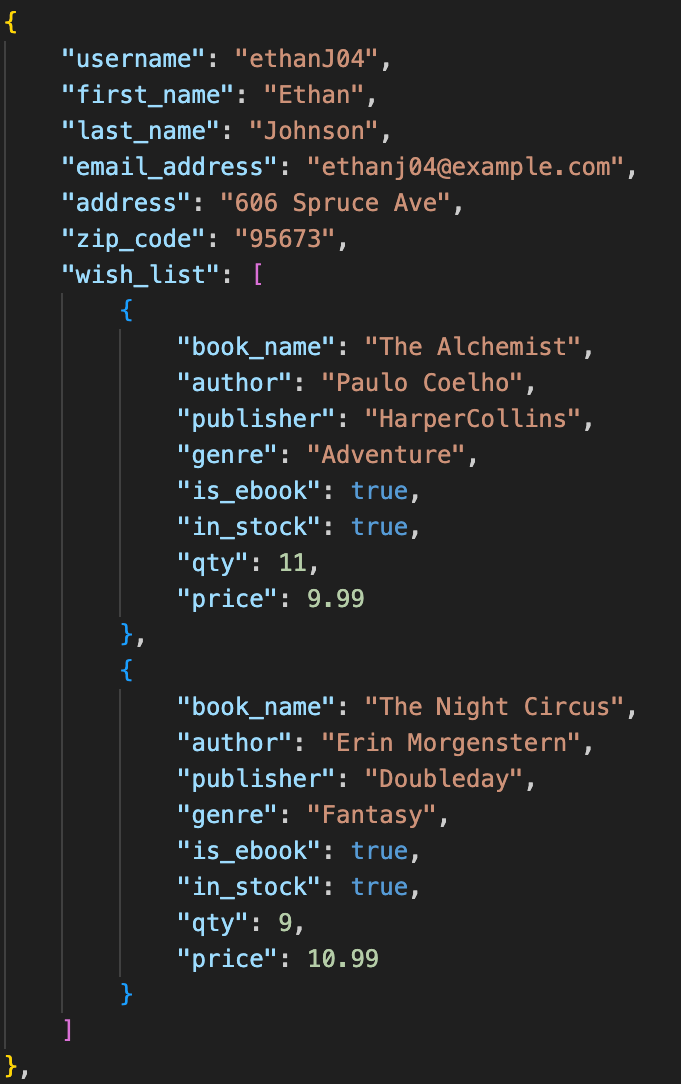 {
    "username": "ethanJ04",
    "first_name": "Ethan",
    "last_name": "Johnson",
    "email_address": "ethanj04@example.com",
    "address": "606 Spruce Ave",
    "zip_code": "95673",
    "wish_list": [
        {
            "book_name": "The Alchemist",
            "author": "Paulo Coelho",
            "publisher": "HarperCollins",
            "genre": "Adventure",
            "is_ebook": true,
            "in_stock": true,
            "qty": 11,
            "price": 9.99
        },
        {
            "book_name": "The Night Circus",
            "author": "Erin Morgenstern",
            "publisher": "Doubleday",
            "genre": "Fantasy",
            "is_ebook": true,
            "in_stock": true,
            "qty": 9,
            "price": 10.99
        }
    ]
},